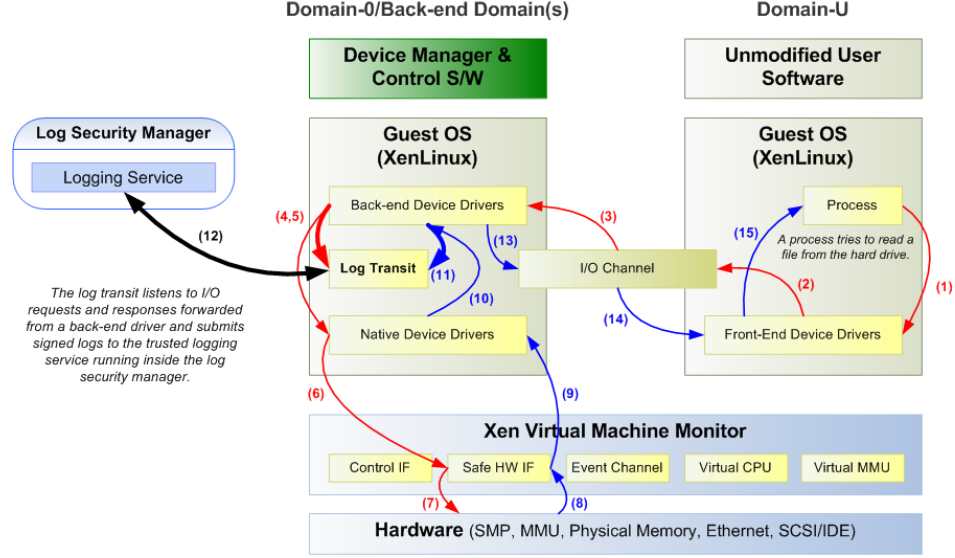 Domain-0/Back-end Domain(s)
Domain-U
Device Manager &
Control S/W
Unmodified User
Software
Log Security Manager
Logging Service
Guest OS
(XenLinux)
Guest OS
(XenLinux)
Back-end Device Drivers
Process
(4,5)
(3)
(13)
(15)
A process tries to read a
file from the hard drive.
(12)
Log Transit
(11)
I/O Channel
(2)
(1)
The log transit listens to I/O
requests and responses forwarded
from a back-end driver and submits
signed logs to the trusted logging
service running inside the log
security manager.
(10)
(14)
Native Device Drivers
Front-End Device Drivers
(6)
(9)
Xen Virtual Machine Monitor
Control IF
Safe HW IF
Event Channel
Virtual CPU
Virtual MMU
(7)
(8)
Hardware (SMP, MMU, Physical Memory, Ethernet, SCSI/IDE)